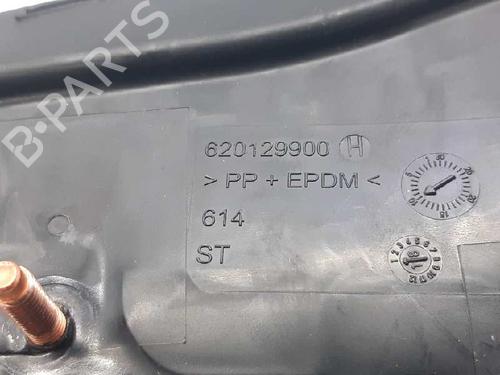 B-PARTS
620129900 H
> PP + EPDM <
614
ST